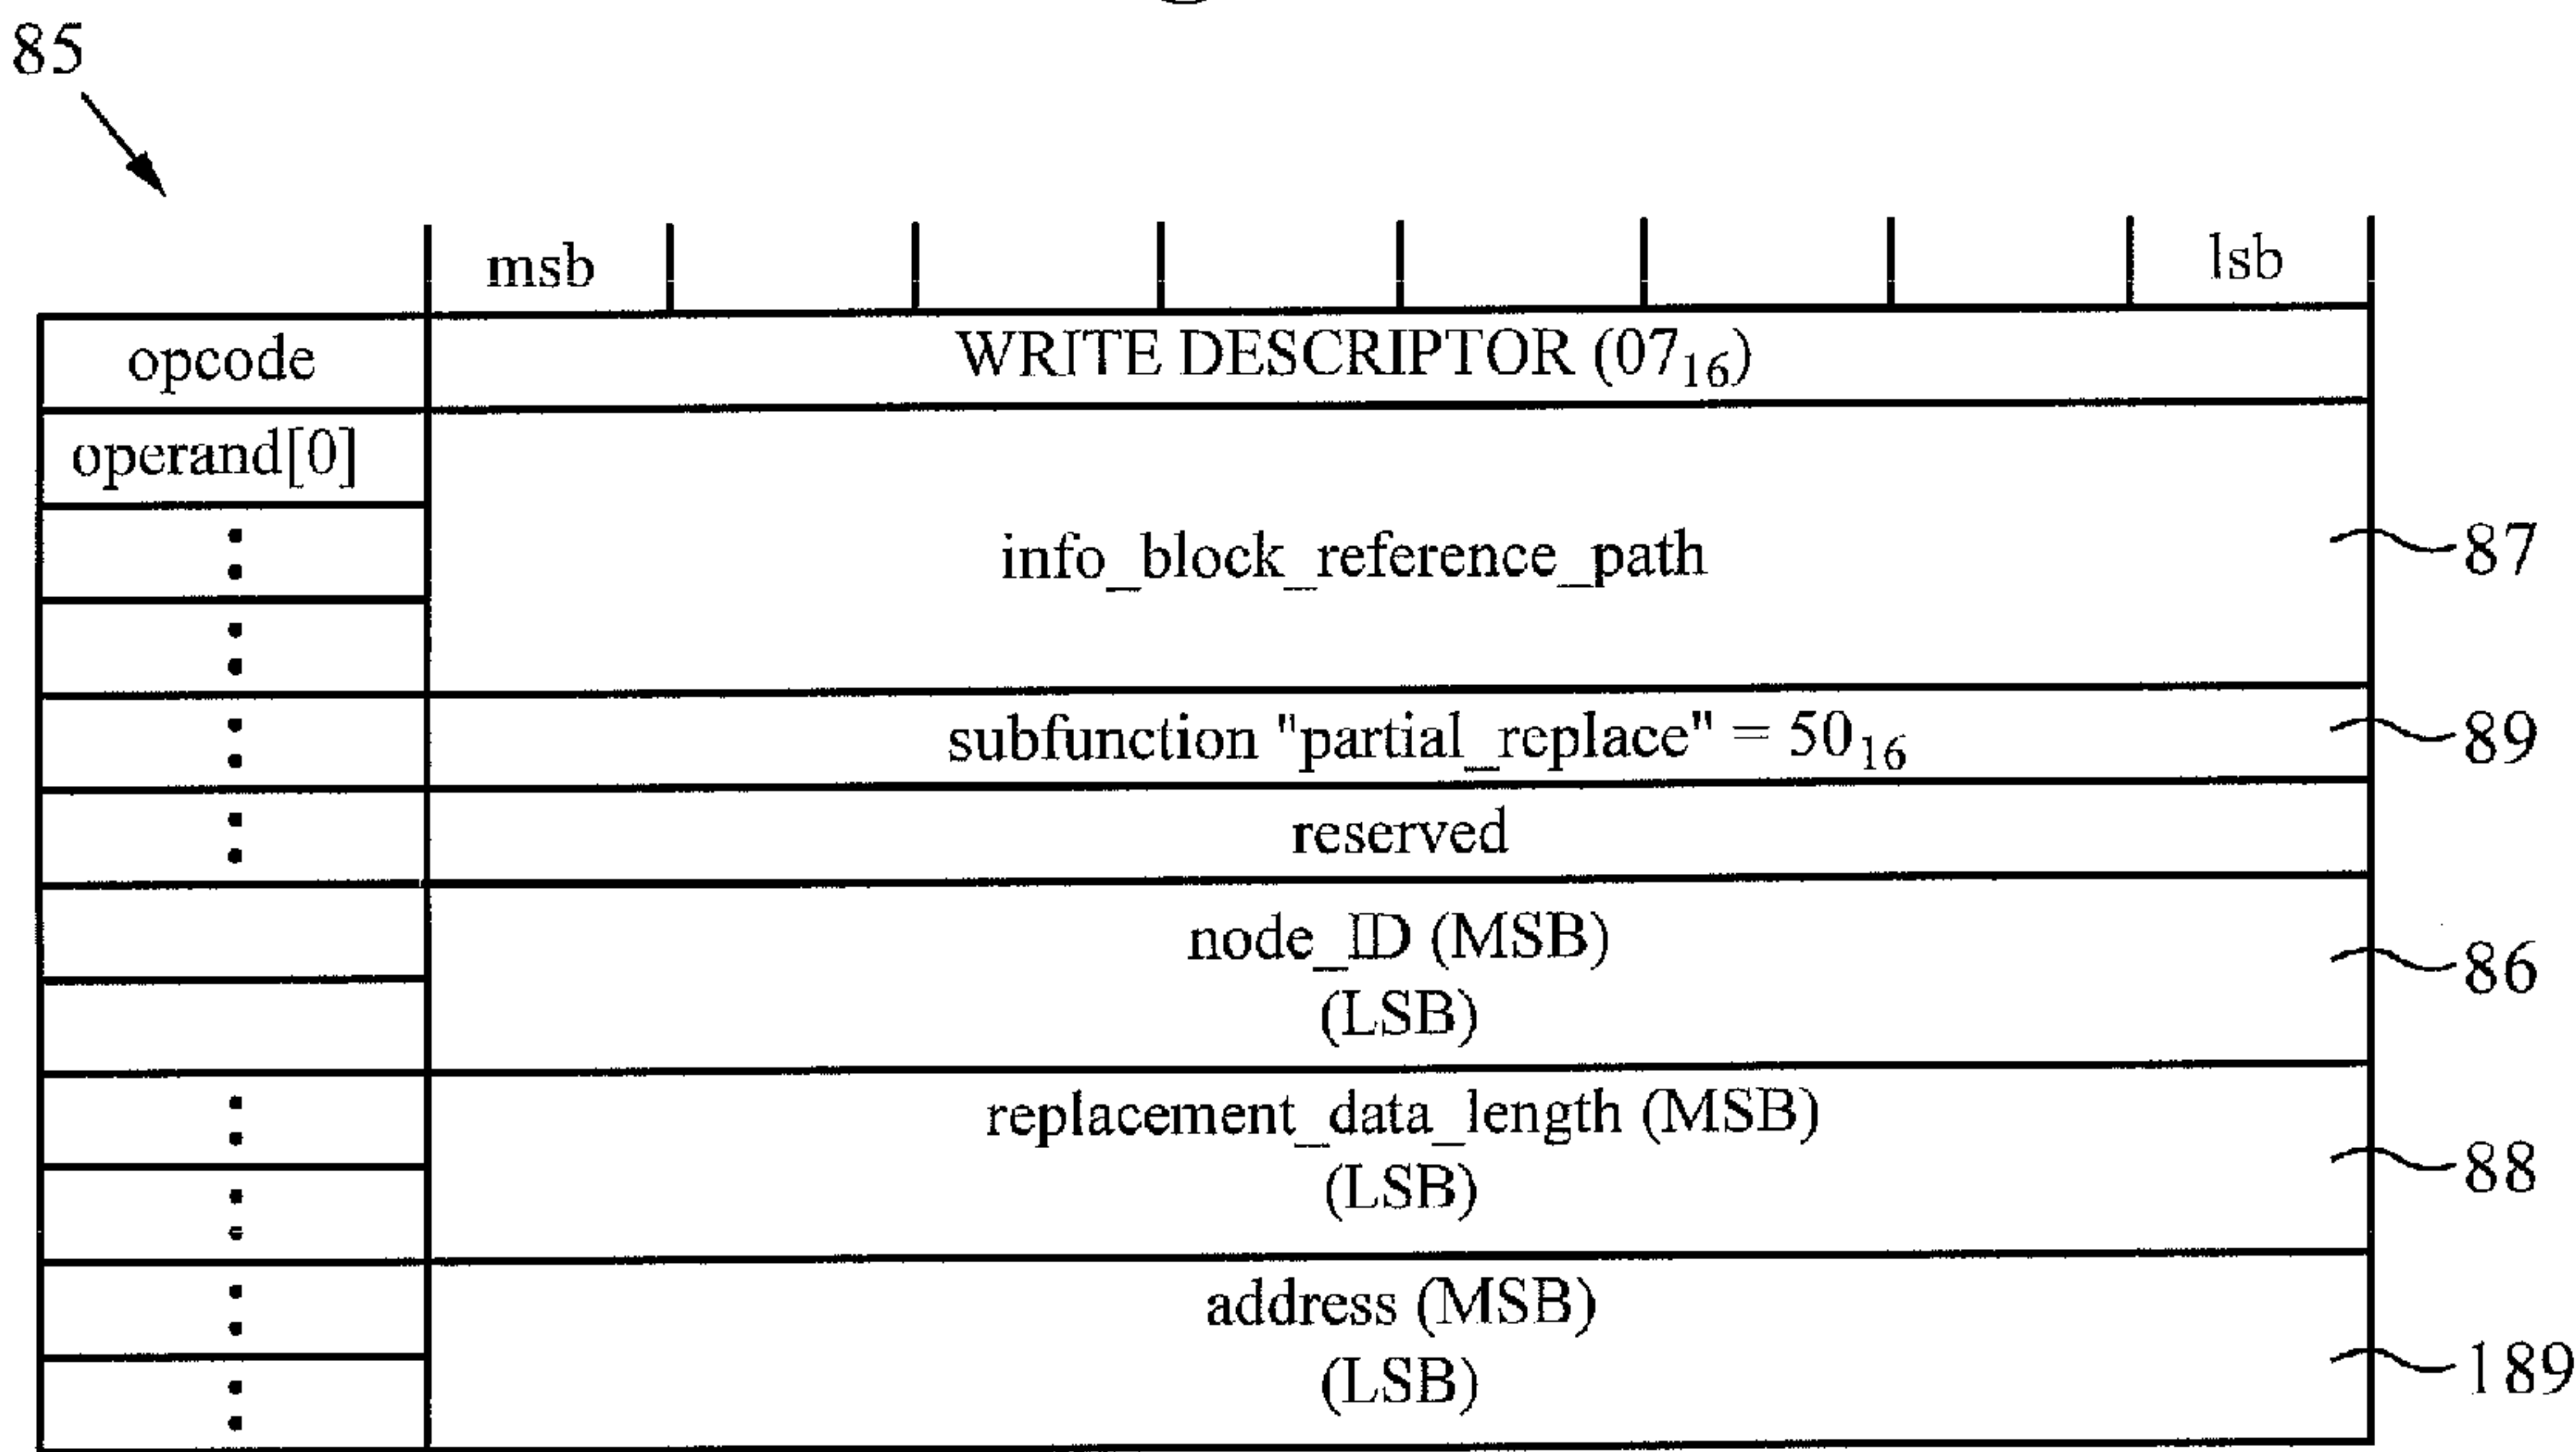 85
msb lsb
opcode WRITE DESCRIPTOR (07₁₆)
operand[0]
info_block_reference_path 87
subfunction "partial_replace" = 50₁₆ 89
reserved
node_ID (MSB)
86
(LSB)
replacement_data_length (MSB)
88
(LSB)
address (MSB)
189
(LSB)